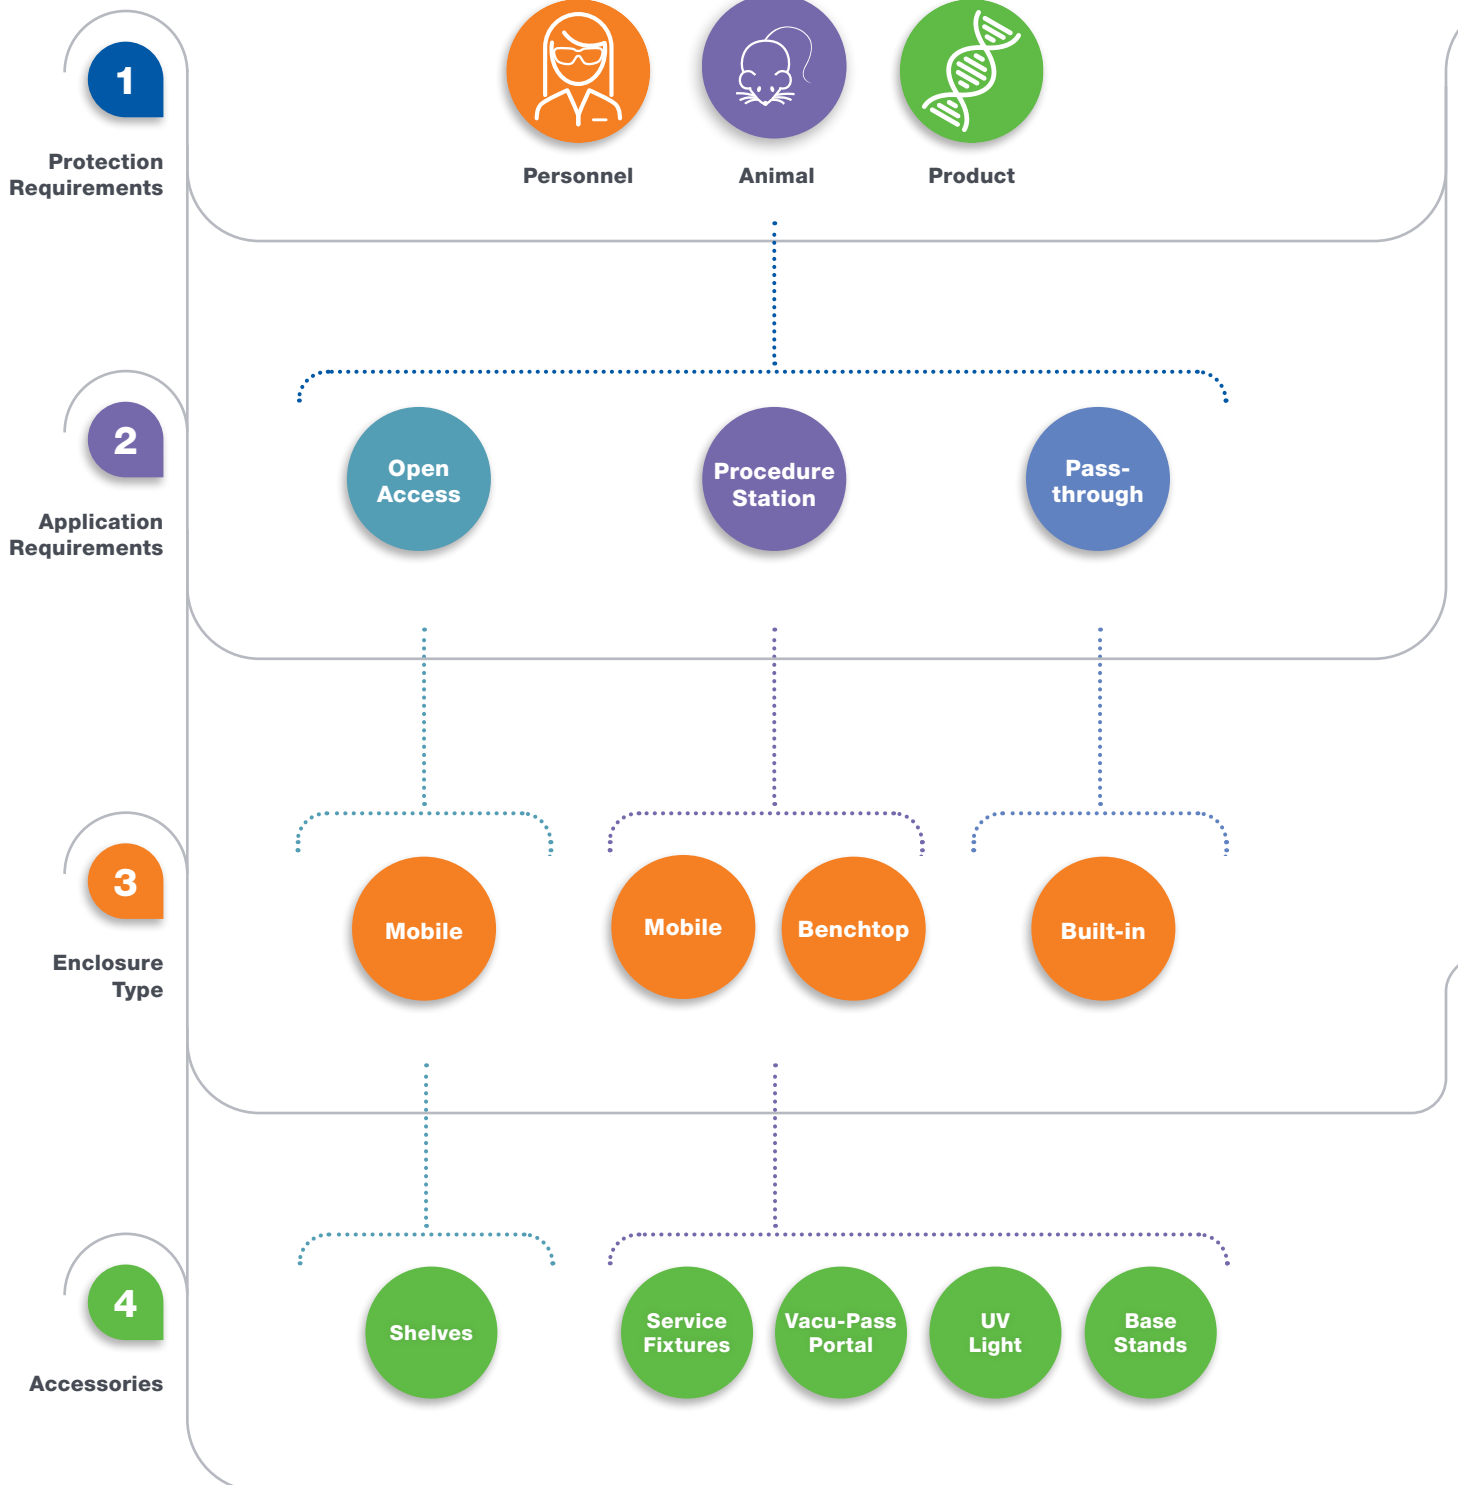 1
Protection
Requirements
Personnel
Animal
Product
2
Application
Requirements
Open
Access
Procedure
Station
Pass-
through
3
Enclosure
Type
Mobile
Mobile
Benchtop
Built-in
4
Accessories
Shelves
Service
Fixtures
Vacu-Pass
Portal
UV
Light
Base
Stands